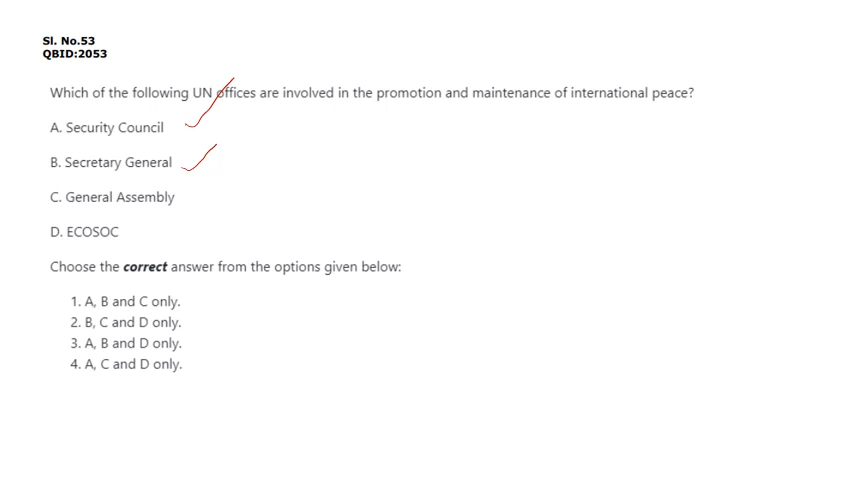 Sl. No.53
QBID:2053
Which of the following UN offices are involved in the promotion and maintenance of international peace?
A. Security Council
B. Secretary General
C. General Assembly
D. ECOSOC
Choose the correct answer from the options given below:
1. A, B and C only.
2. B, C and D only.
3. A, B and D only.
4. A, C and D only.